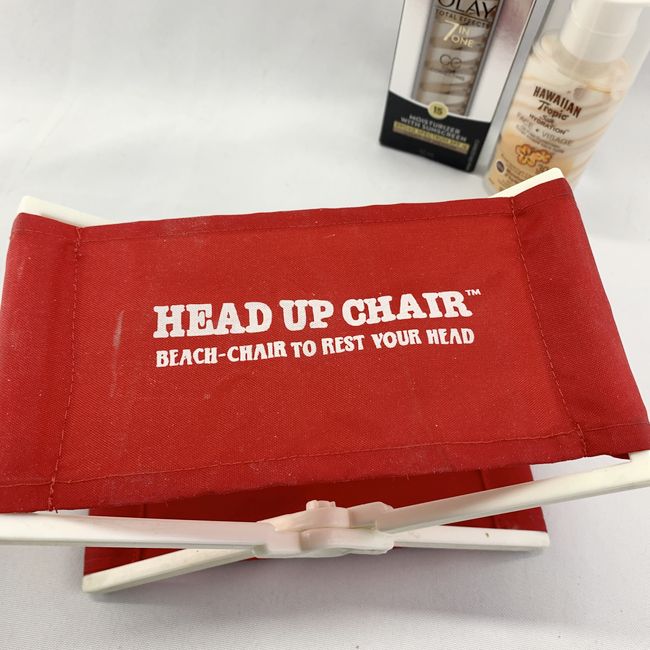 OLAY
TOTAL EFFECTS
7 IN ONE
CC
15
MOISTURIZER
WITH SUNSCREEN
HAWAIIAN
Tropic
HYDRATION
VISAGE
HEAD UP CHAIR™
BEACH-CHAIR TO REST YOUR HEAD